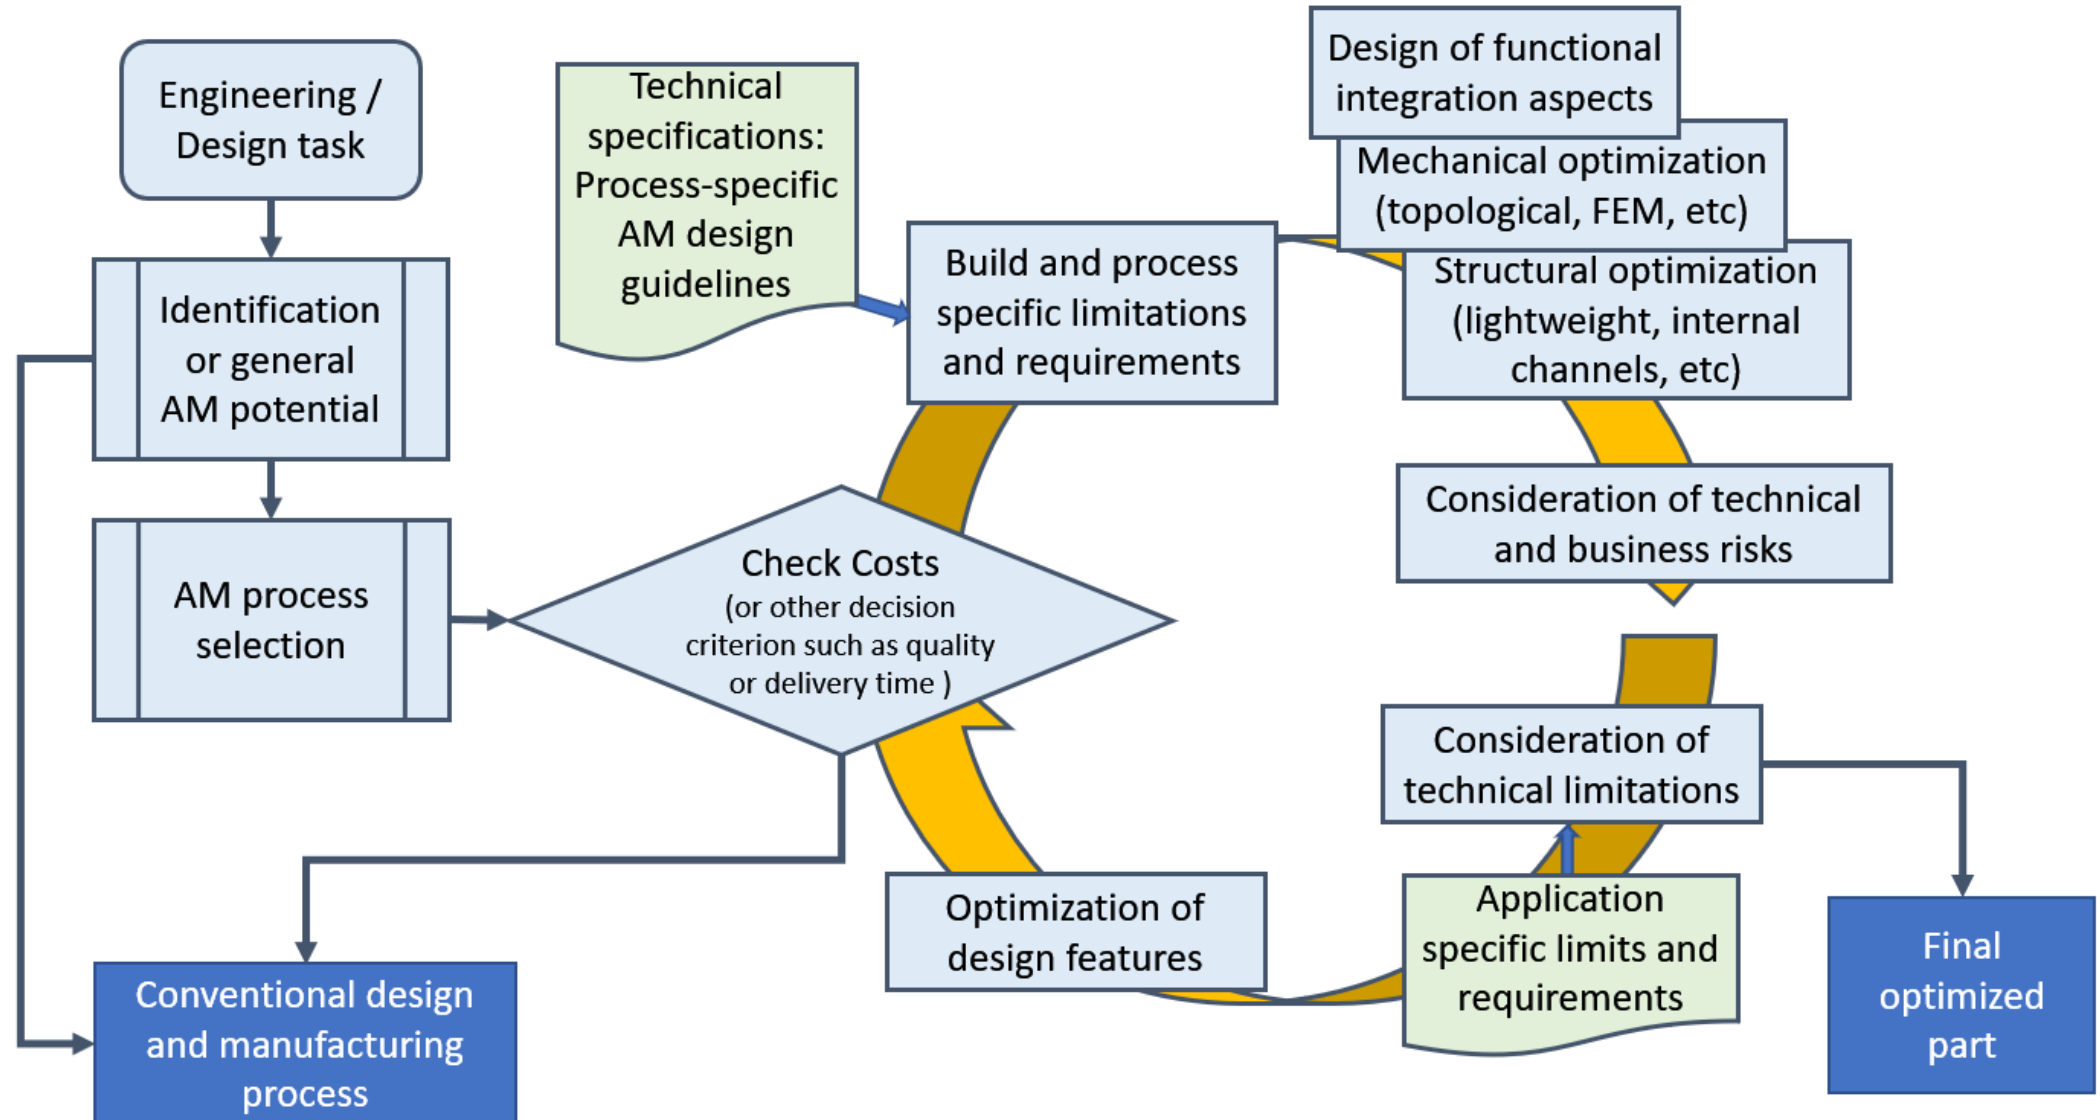 Engineering /
Design task
Identification
or general
AM potential
AM process
selection
Technical
specifications:
Process-specific
AM design
guidelines
Build and process
specific limitations
and requirements
Design of functional
integration aspects
Mechanical optimization
(topological, FEM, etc)
Structural optimization
(lightweight, internal
channels, etc)
Consideration of technical
and business risks
Check Costs
(or other decision
criterion such as quality
or delivery time )
Consideration of
technical limitations
Application
specific limits and
requirements
Optimization of
design features
Conventional design
and manufacturing
process
Final
optimized
part